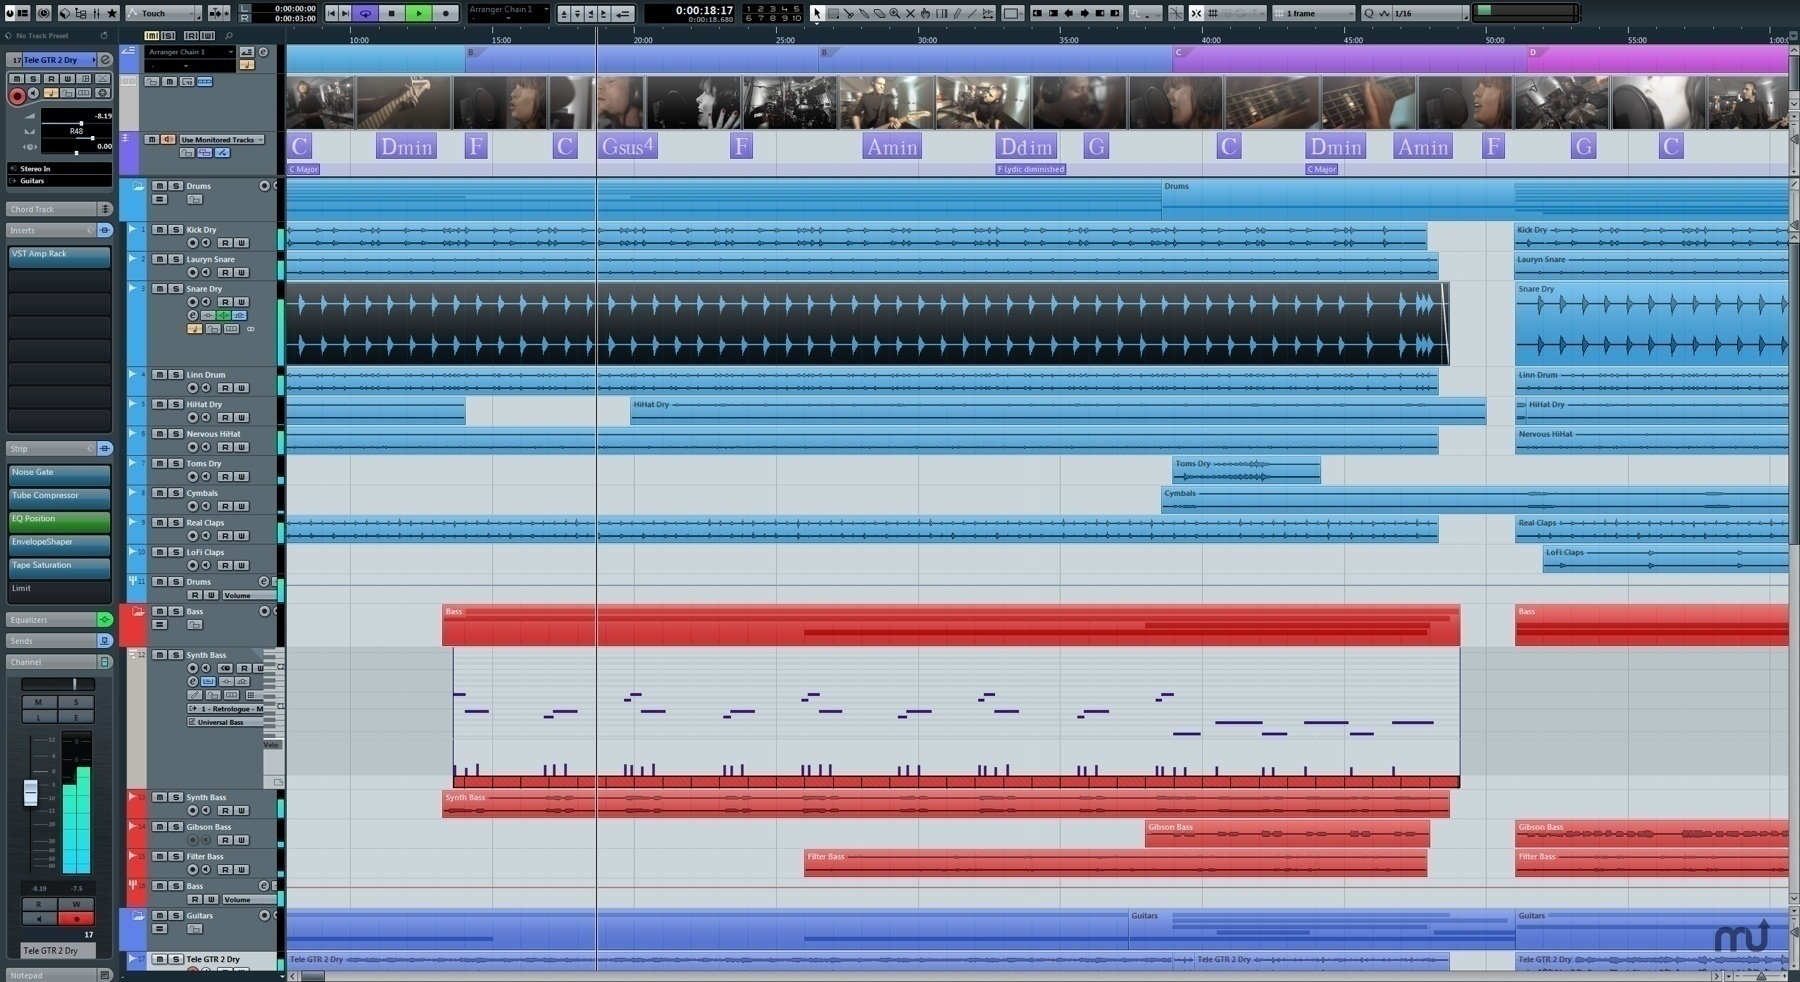 No Track Preset
Touch
L 0:00:00:00
R 0:00:03:00
Arranger Chain 1
0:00:18:17
0:00:18.680
1 2 3 4 5
6 7 8 9 10
1 frame
Q 1/16
10:00 15:00 20:00 25:00 30:00 35:00 40:00 45:00 50:00 55:00
17 Tele GTR 2 Dry
Arranger Chain 1
B B C D
-8.19
R48
0.00
Stereo In
Guitars
Use Monitored Tracks
C Dmin F C Gsus4 F Amin Ddim G C Dmin Amin F G C
C Major F Lydic diminished C Major
Chord Track
Inserts
VST Amp Rack
Strip
Noise Gate
Tube Compressor
EQ Position
EnvelopeShaper
Tape Saturation
Limit
Equalizers
Sends
Channel
M S
L E
-8.19 -7.5
R W
17
Tele GTR 2 Dry
Notepad
M S Drums Drums
1 Kick Dry Kick Dry
2 Lauryn Snare Lauryn Snare
3 Snare Dry Snare Dry
4 Linn Drum Linn Drum
5 HiHat Dry HiHat Dry HiHat Dry
6 Nervous HiHat Nervous HiHat
7 Toms Dry Toms Dry
8 Cymbals Cymbals
9 Real Claps Real Claps
10 LoFi Claps LoFi Claps
11 Drums
R W Volume
Bass Bass Bass
12 Synth Bass
1 - Retrologue - M
Universal Bass
Velo
13 Synth Bass Synth Bass
14 Gibson Bass Gibson Bass Gibson Bass
15 Filter Bass Filter Bass Filter Bass
16 Bass
R W Volume
Guitars Guitars Guitars
17 Tele GTR 2 Dry Tele GTR 2 Dry Tele GTR 2 Dry Tele GTR 2 Dry